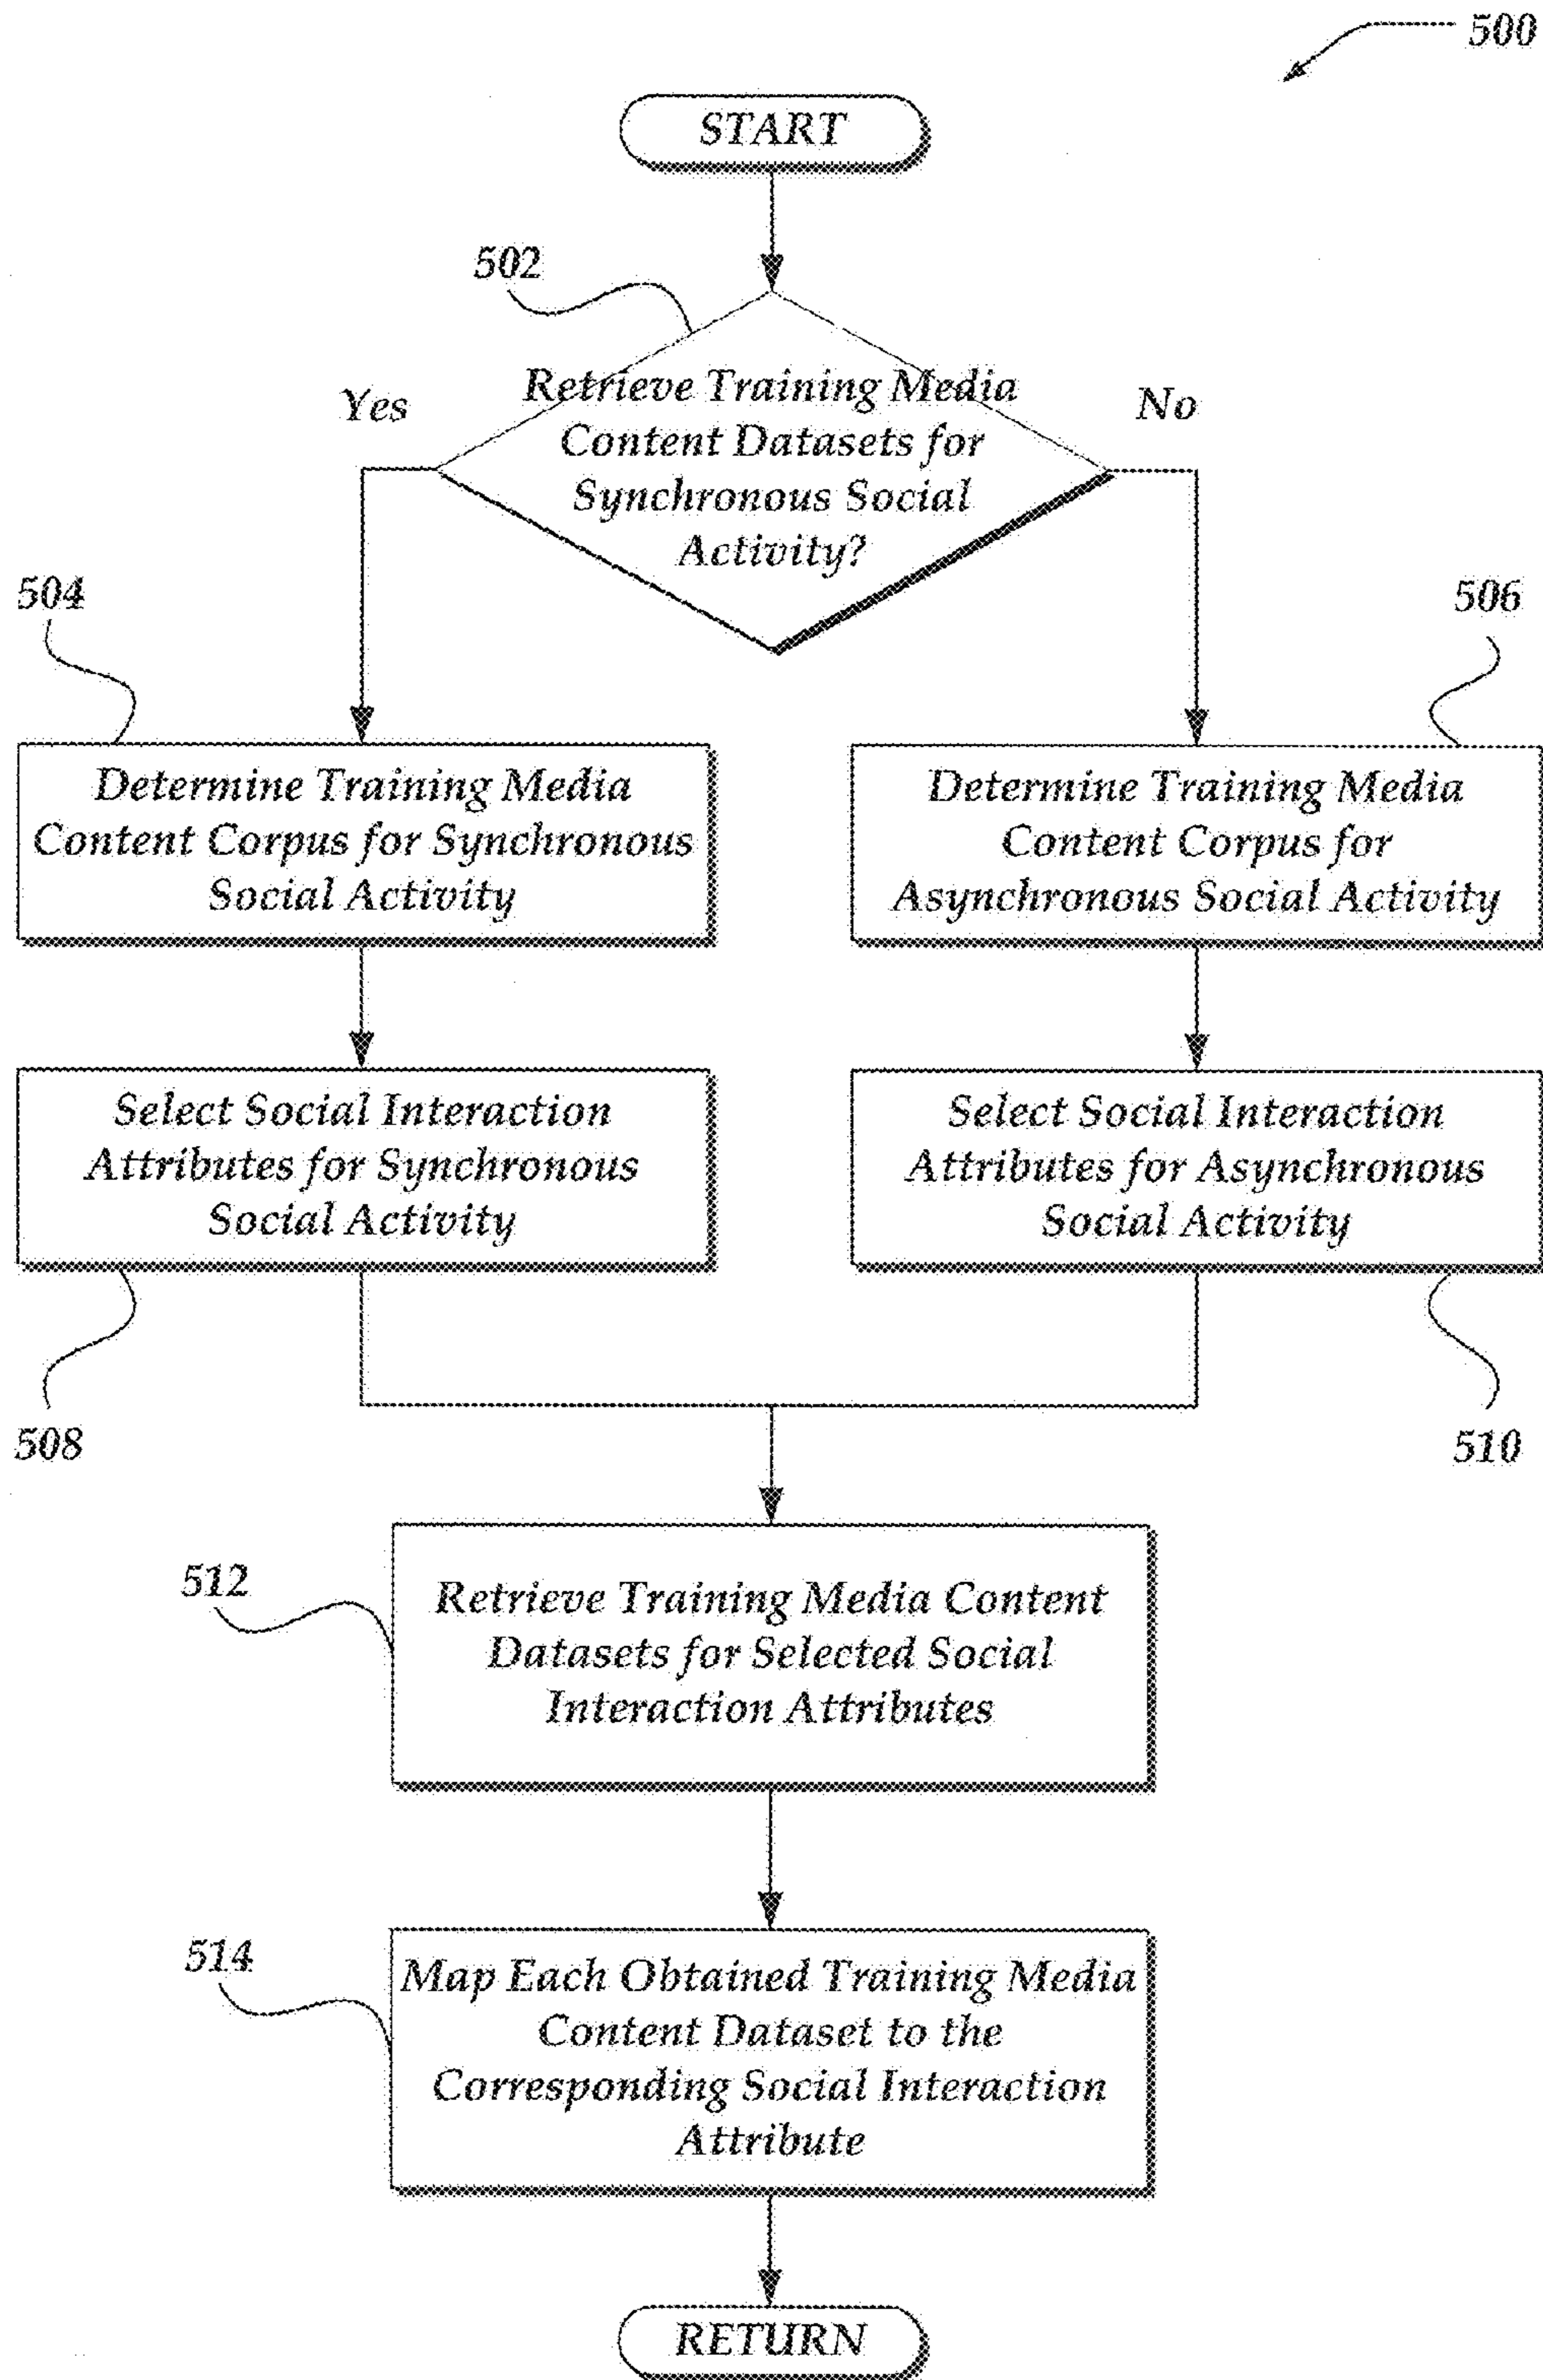 500
START
502
Yes
No
Retrieve Training Media
Content Datasets for
Synchronous Social
Activity?
504
506
Determine Training Media
Content Corpus for Synchronous
Social Activity
Determine Training Media
Content Corpus for
Asynchronous Social Activity
Select Social Interaction
Attributes for Synchronous
Social Activity
Select Social Interaction
Attributes for Asynchronous
Social Activity
508
510
512
Retrieve Training Media Content
Datasets for Selected Social
Interaction Attributes
514
Map Each Obtained Training Media
Content Dataset to the
Corresponding Social Interaction
Attribute
RETURN